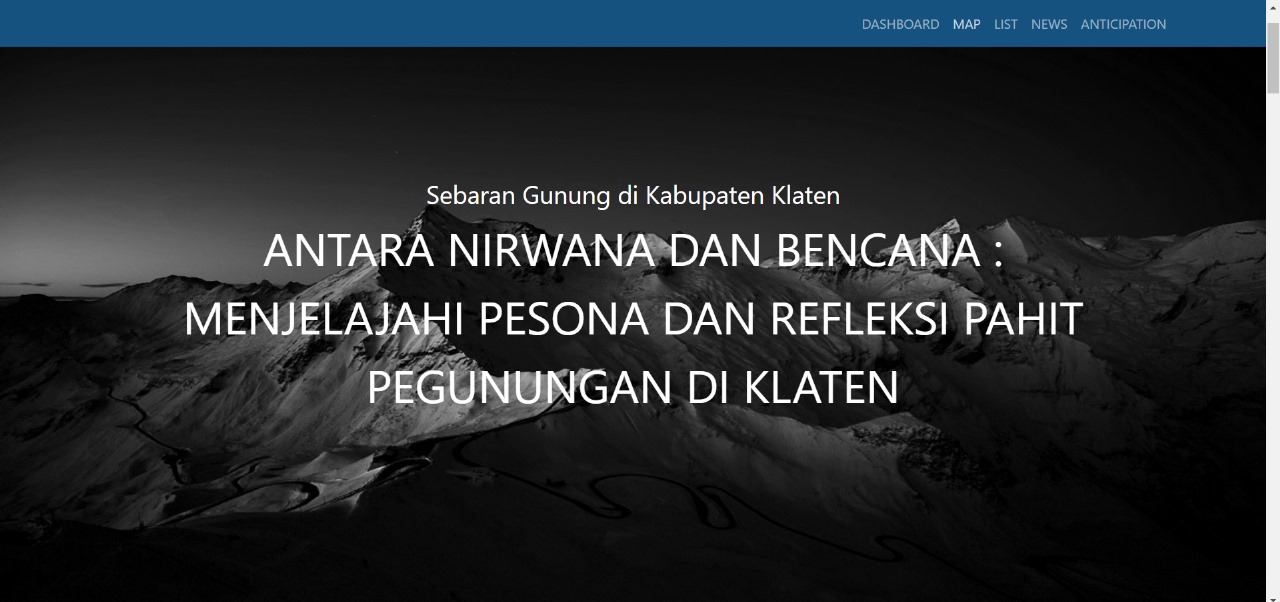 DASHBOARD MAP LIST NEWS ANTICIPATION
Sebaran Gunung di Kabupaten Klaten
ANTARA NIRWANA DAN BENCANA :
MENJELAJAHI PESONA DAN REFLEKSI PAHIT
PEGUNUNGAN DI KLATEN